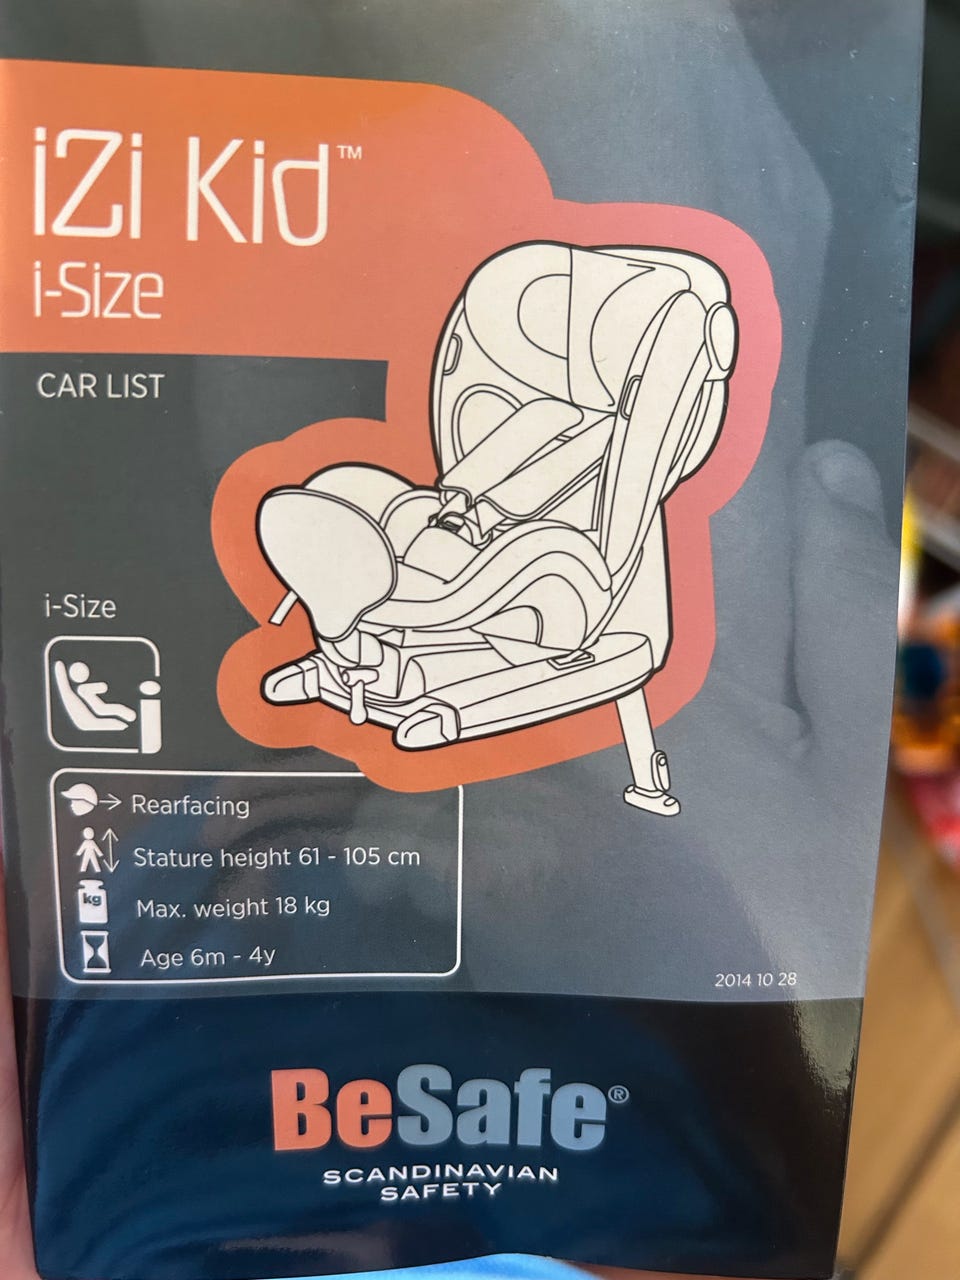 iZi Kid™
i-Size
CAR LIST
i-Size
Rearfacing
Stature height 61 - 105 cm
kg
Max. weight 18 kg
Age 6m - 4y
2014 10 28
BeSafe®
SCANDINAVIAN
SAFETY